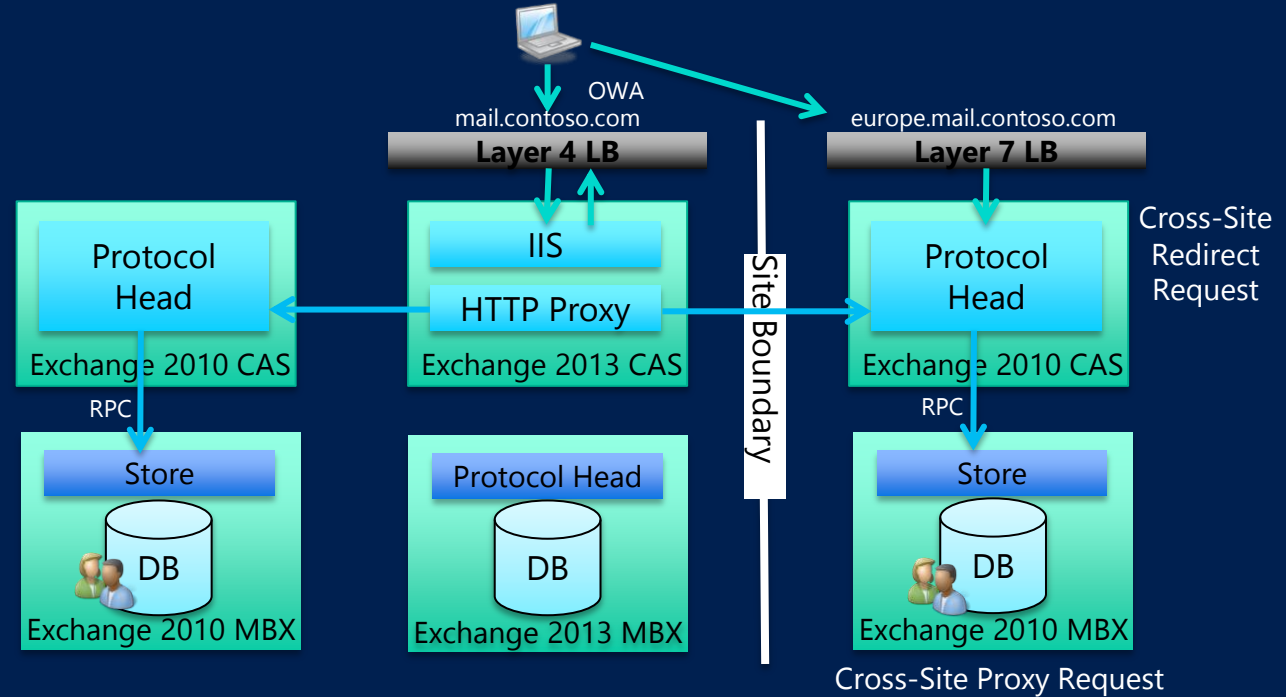 OWA
mail.contoso.com
europe.mail.contoso.com
Layer 4 LB
Layer 7 LB
Protocol
Head
Exchange 2010 CAS
IIS
HTTP Proxy
Exchange 2013 CAS
Site Boundary
Protocol
Head
Exchange 2010 CAS
Cross-Site
Redirect
Request
RPC
RPC
Store
DB
Exchange 2010 MBX
Protocol Head
DB
Exchange 2013 MBX
Store
DB
Exchange 2010 MBX
Cross-Site Proxy Request